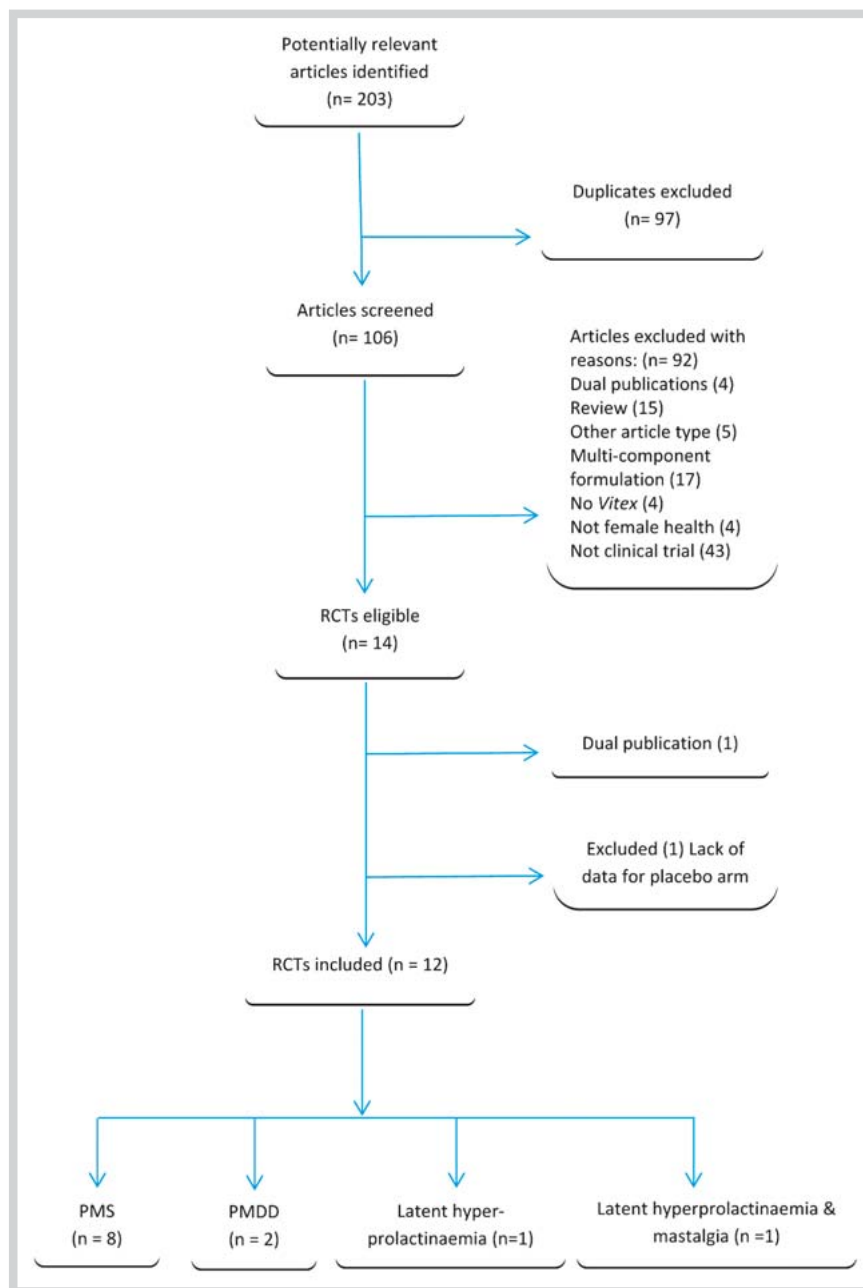 Potentially relevant
articles identified
(n= 203)
Duplicates excluded
(n= 97)
Articles screened
(n= 106)
Articles excluded with
reasons: (n= 92)
Dual publications (4)
Review (15)
Other article type (5)
Multi-component
formulation (17)
No Vitex (4)
Not female health (4)
Not clinical trial (43)
RCTs eligible
(n= 14)
Dual publication (1)
Excluded (1) Lack of
data for placebo arm
RCTs included (n = 12)
PMS
(n = 8)
PMDD
(n = 2)
Latent hyper-
prolactinaemia (n=1)
Latent hyperprolactinaemia &
mastalgia (n =1)